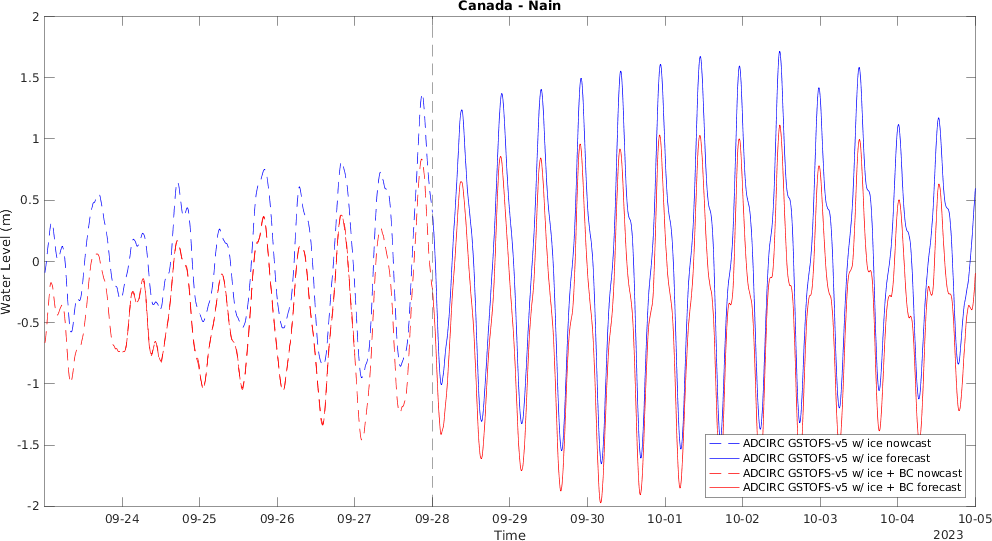 Canada - Nain
2
1.5
1
0.5
0
-0.5
-1
-1.5
-2
Water Level (m)
ADCIRC GSTOFS-v5 w/ ice nowcast
ADCIRC GSTOFS-v5 w/ ice forecast
ADCIRC GSTOFS-v5 w/ ice + BC nowcast
ADCIRC GSTOFS-v5 w/ ice + BC forecast
09-24 09-25 09-26 09-27 09-28 09-29 09-30 10-01 10-02 10-03 10-04 10-05
Time
2023